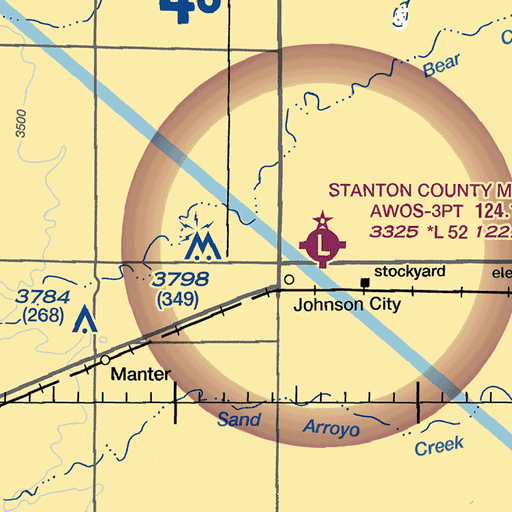 Bear
3500
STANTON COUNTY M
AWOS-3PT 124.
3325 *L 52 122.
L
stockyard
ele
3798
(349)
3784
(268)
Johnson City
Manter
Sand
Arroyo
Creek